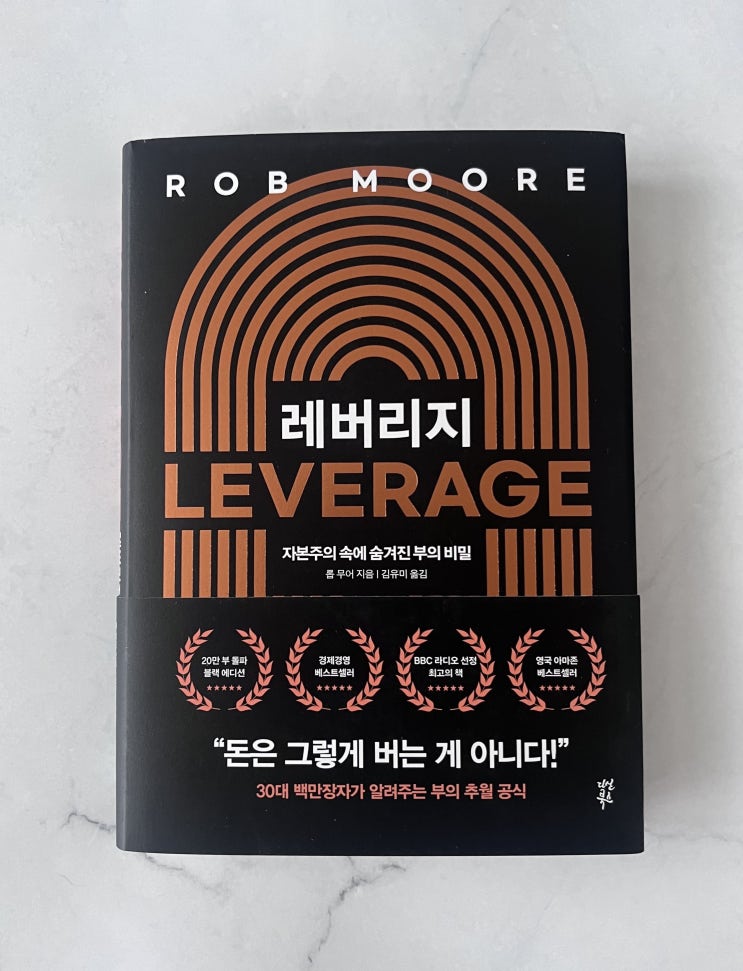 ROB MOORE
레버리지
LEVERAGE
자본주의 속에 숨겨진 부의 비밀
롭 무어 지음 | 김유미 옮김
20만 부 돌파
블랙 에디션
★★★★★
경제경영
베스트셀러
★★★★★
BBC 라디오 선정
최고의 책
★★★★★
영국 아마존
베스트셀러
★★★★★
“돈은 그렇게 버는 게 아니다!”
30대 백만장자가 알려주는 부의 추월 공식
다산북스